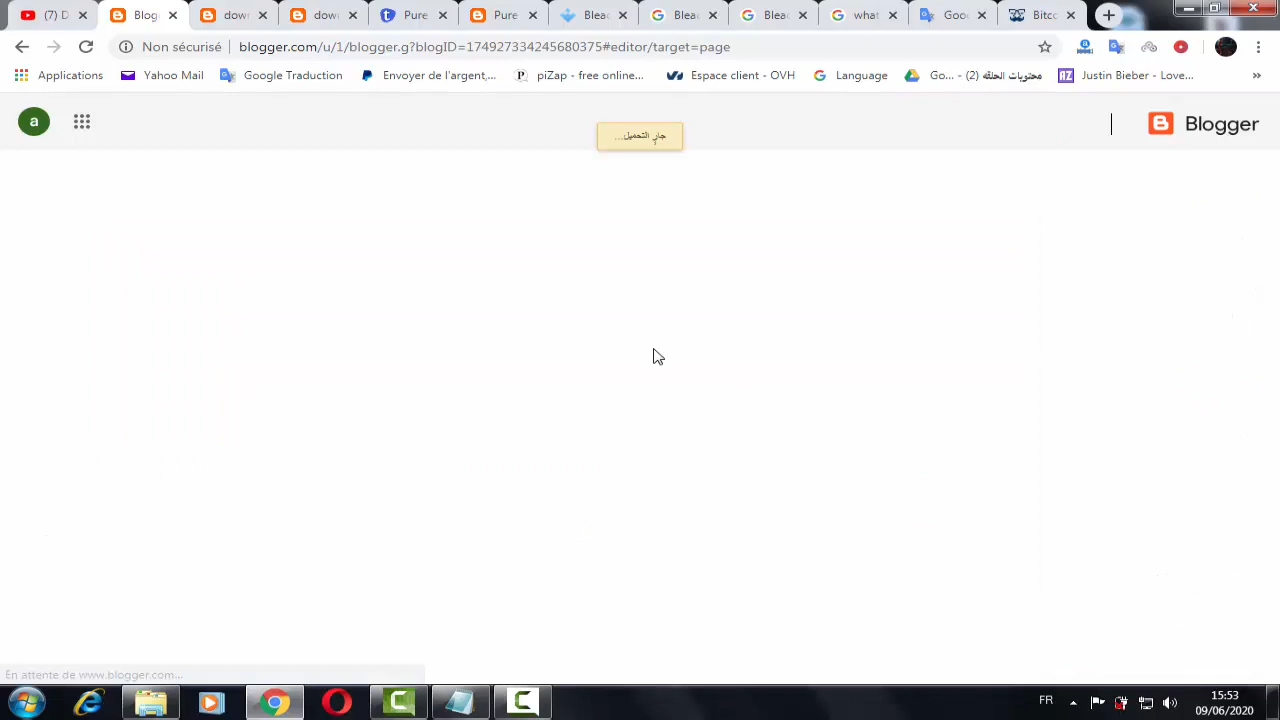 (7) D
Blog
dow
dow
Pure
Pure
Blea
Blea
Blea
what
Goo
Bitco
Non sécurisé
blogger.com/u/1/blogger.g?blogID=174927334245680375#editor/target=page
Applications
Yahoo Mail
Google Traduction
Envoyer de l'argent,...
piZap - free online...
Espace client - OVH
Language
محتويات الحلقه (2) - Go...
Justin Bieber - Love...
»
a
جارٍ التحميل...
Blogger
En attente de www.blogger.com...
FR
15:53
09/06/2020